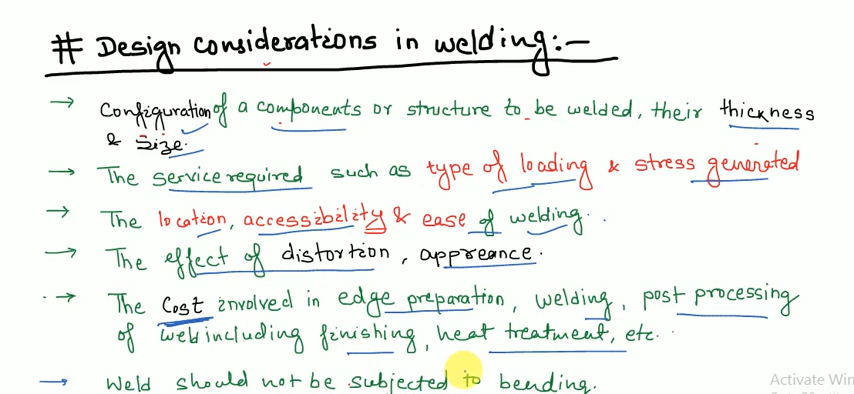 # Design considerations in welding:-
→ Configuration of a components or structure to be welded, their thickness
& size.
→ The service required such as type of loading & stress generated
→ The location, accessibility & ease of welding.
→ The effect of distortion, appreance.
→ The Cost involved in edge preparation, welding, post processing
of web including finishing, heat treatment, etc.
→ Weld should not be subjected to bending.
Activate Win